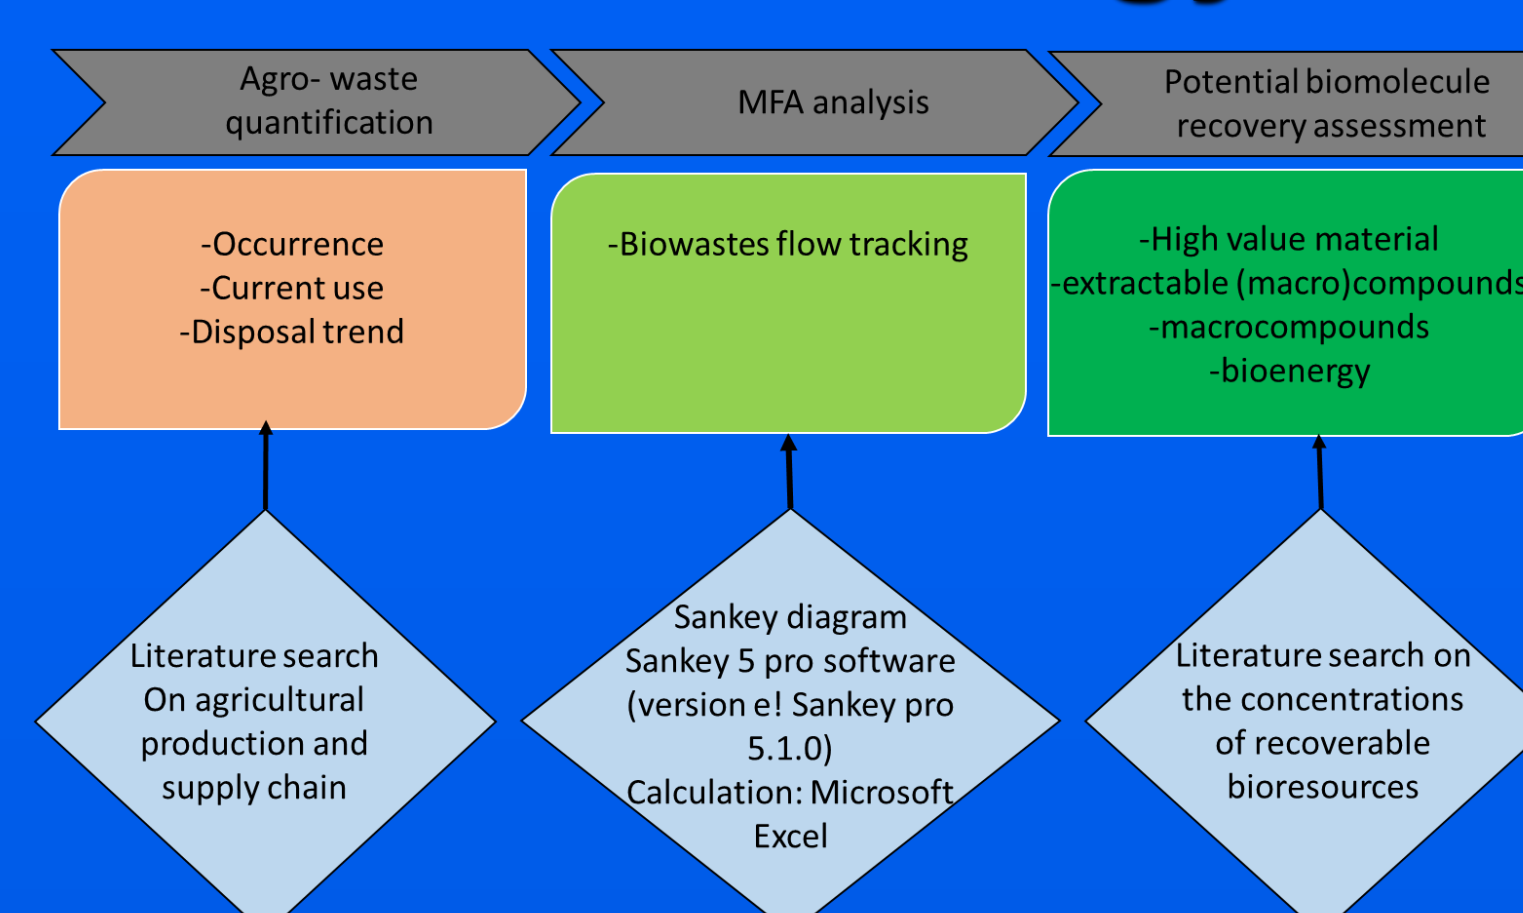 Agro- waste
quantification
MFA analysis
Potential biomolecule
recovery assessment
-Occurrence
-Current use
-Disposal trend
-Biowastes flow tracking
-High value material
-extractable (macro)compounds
-macrocompounds
-bioenergy
Literature search
On agricultural
production and
supply chain
Sankey diagram
Sankey 5 pro software
(version e! Sankey pro
5.1.0)
Calculation: Microsoft
Excel
Literature search on
the concentrations
of recoverable
bioresources